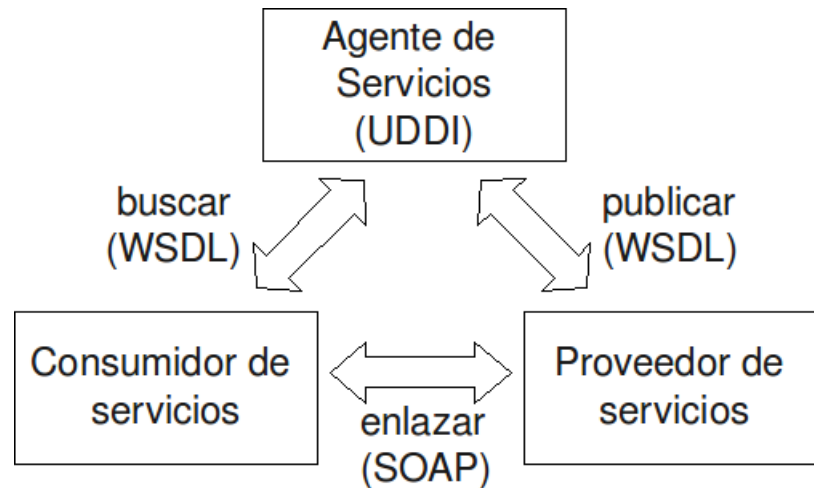 Agente de
Servicios
(UDDI)
buscar
(WSDL)
publicar
(WSDL)
Consumidor de
servicios
Proveedor de
servicios
enlazar
(SOAP)